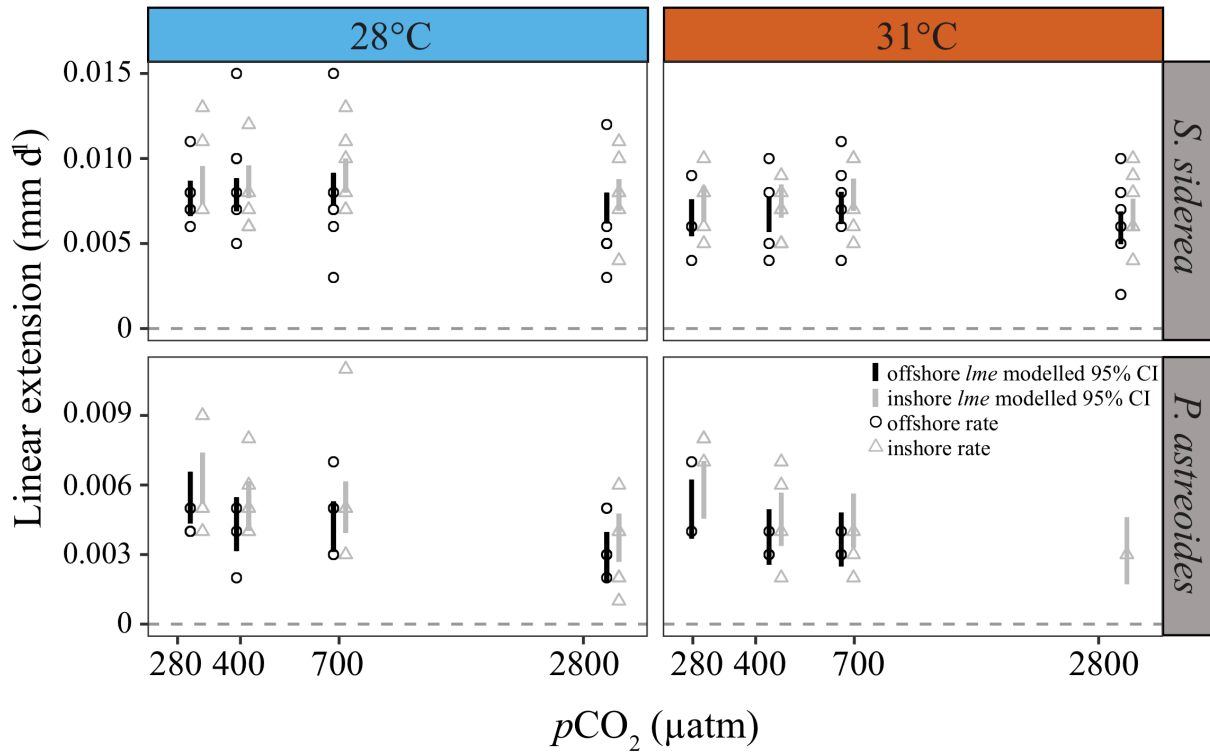 28°C
31°C
Linear extension (mm d¹)
0.015
0.010
0.005
0
S. siderea
0.009
0.006
0.003
0
offshore lme modelled 95% CI
inshore lme modelled 95% CI
offshore rate
inshore rate
P. astreoides
280 400 700 2800
280 400 700 2800
pCO₂ (µatm)